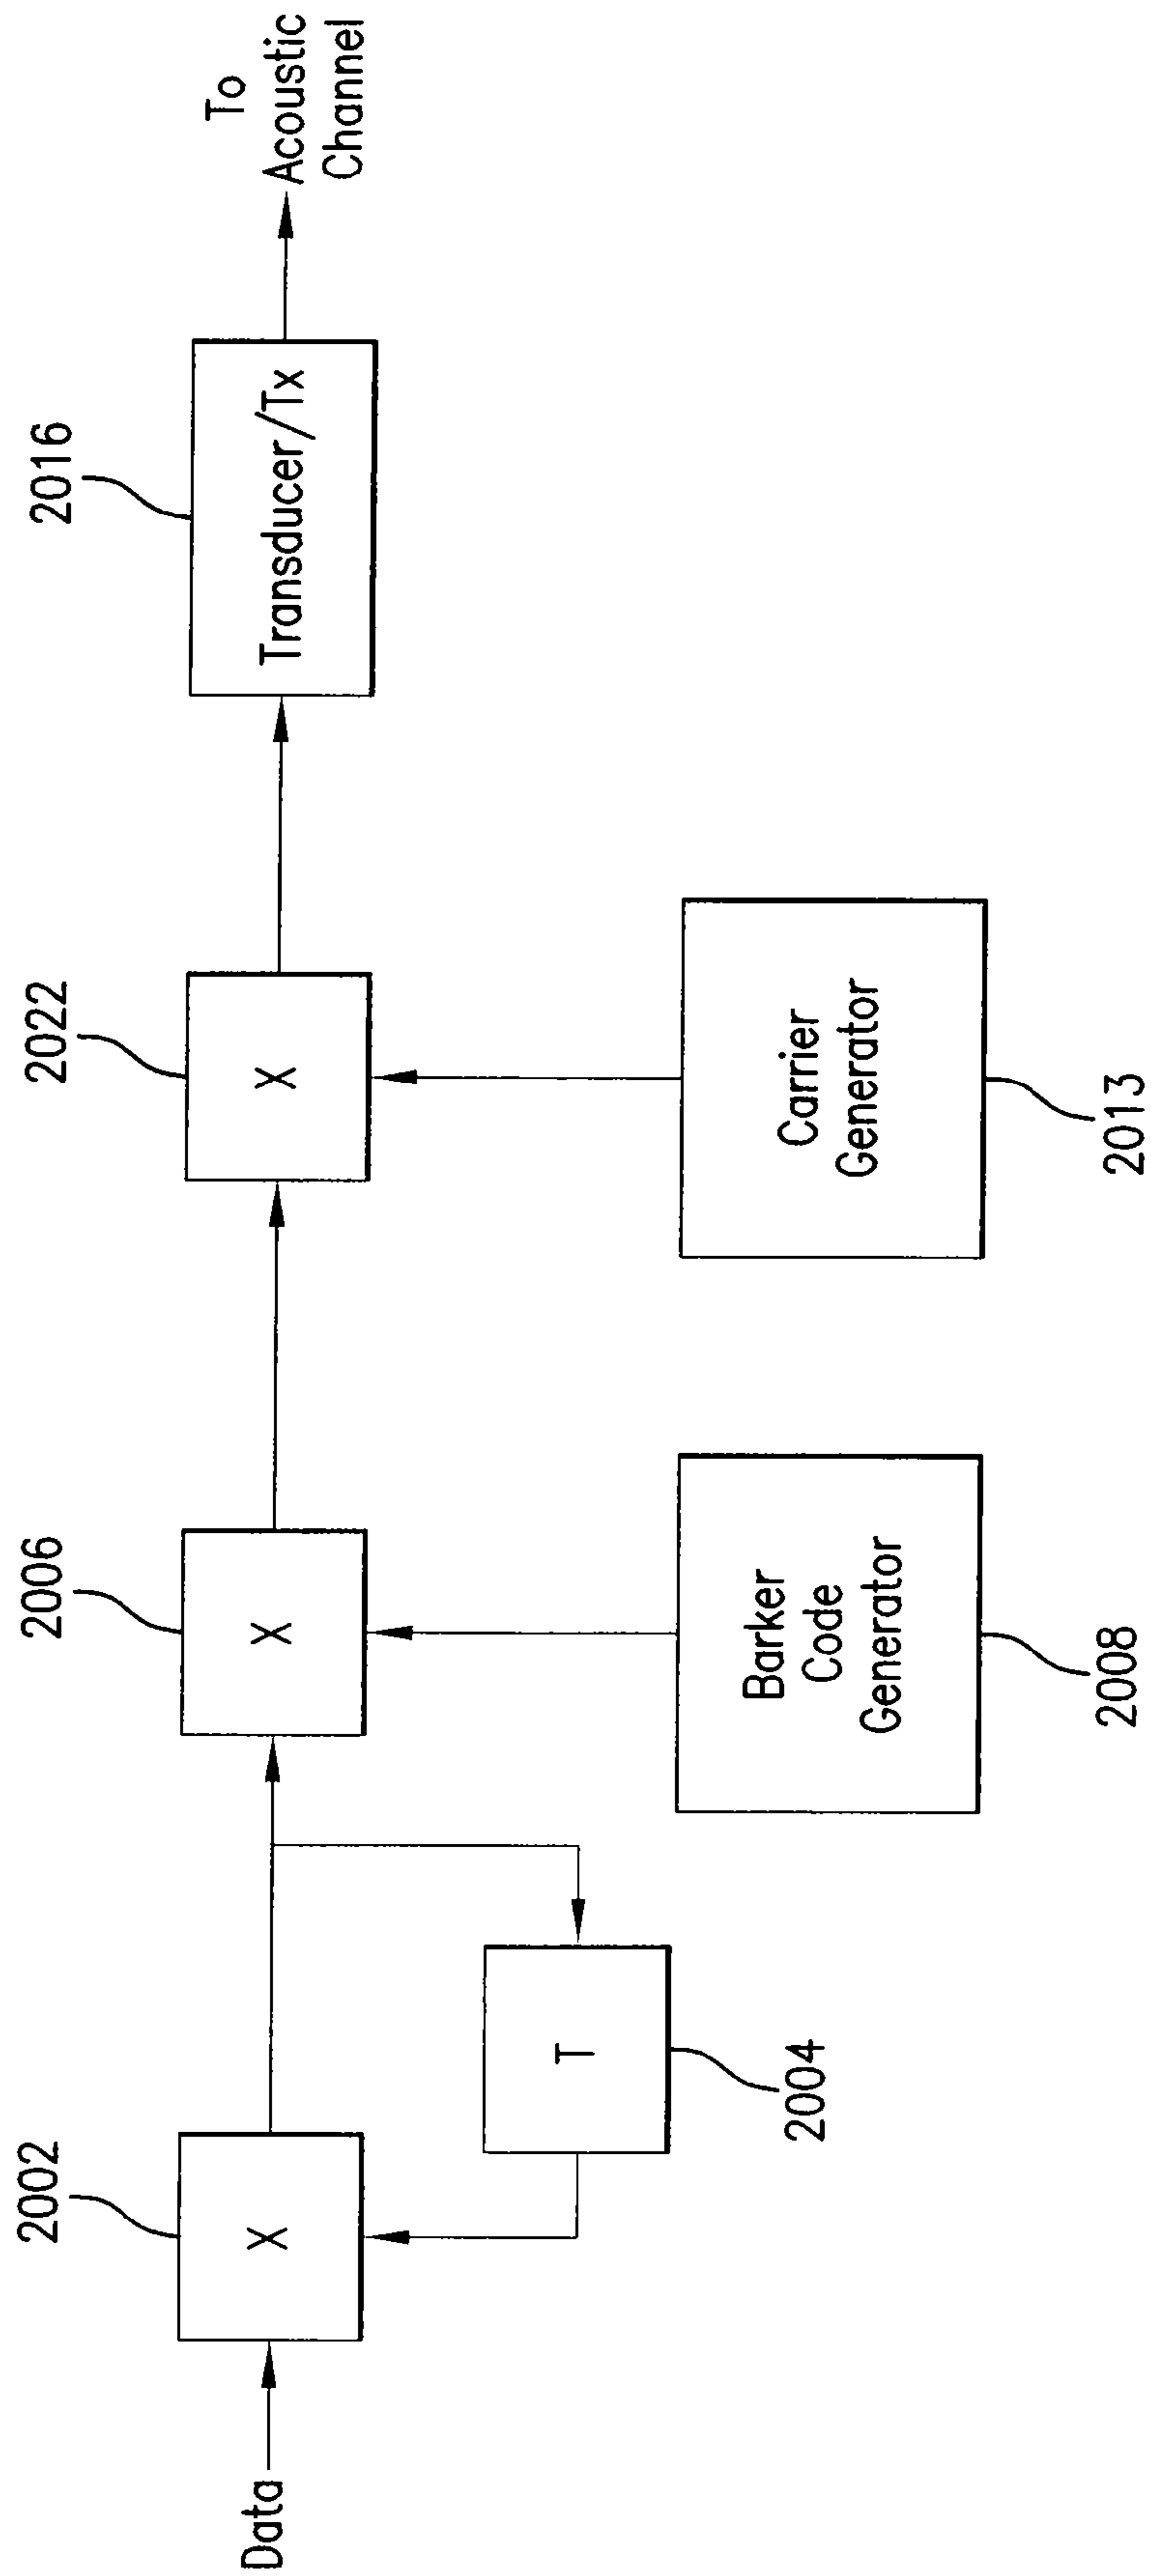 Data
2002
X
T
2004
2006
X
Barker
Code
Generator
2008
2022
X
Carrier
Generator
2013
2016
Transducer/Tx
To
Acoustic
Channel